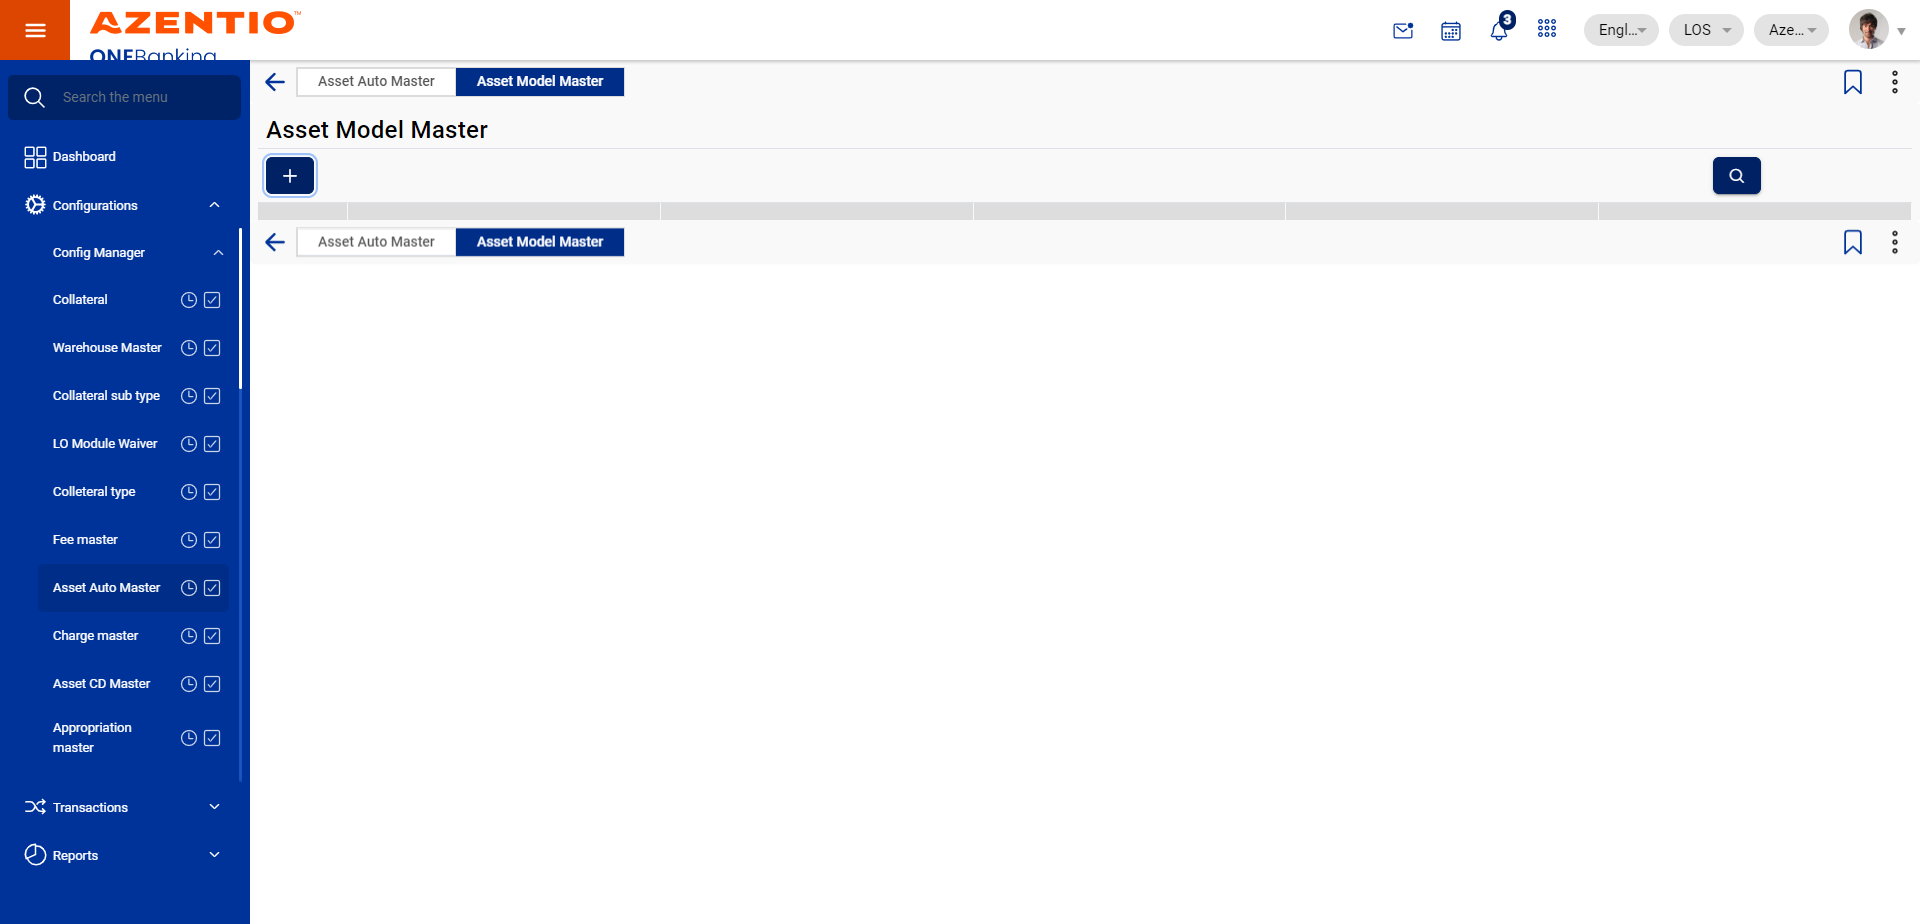 AZENTIO™
ONEBanking
3
Engl...
LOS
Aze...
Search the menu
Dashboard
Configurations
Config Manager
Collateral
Warehouse Master
Collateral sub type
LO Module Waiver
Colleteral type
Fee master
Asset Auto Master
Charge master
Asset CD Master
Appropriation
master
Transactions
Reports
Asset Auto Master
Asset Model Master
Asset Model Master
Asset Auto Master
Asset Model Master